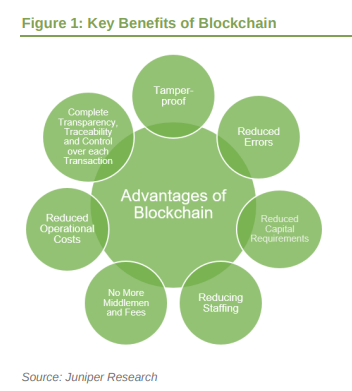 Figure 1: Key Benefits of Blockchain
Tamper-
proof
Reduced
Errors
Reduced
Capital
Requirements
Reducing
Staffing
No More
Middlemen
and Fees
Reduced
Operational
Costs
Complete
Transparency,
Traceability
and Control
over each
Transaction
Advantages of
Blockchain
Source: Juniper Research